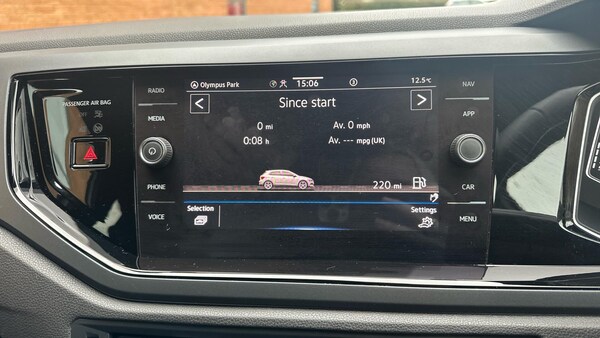 PASSENGER AIR BAG
RADIO
MEDIA
PHONE
VOICE
Olympus Park
15:06
3
12.5°C
Since start
0 mi
Av. 0 mph
0:08 h
Av. --- mpg (UK)
220 mi
Selection
Settings
NAV
APP
CAR
MENU